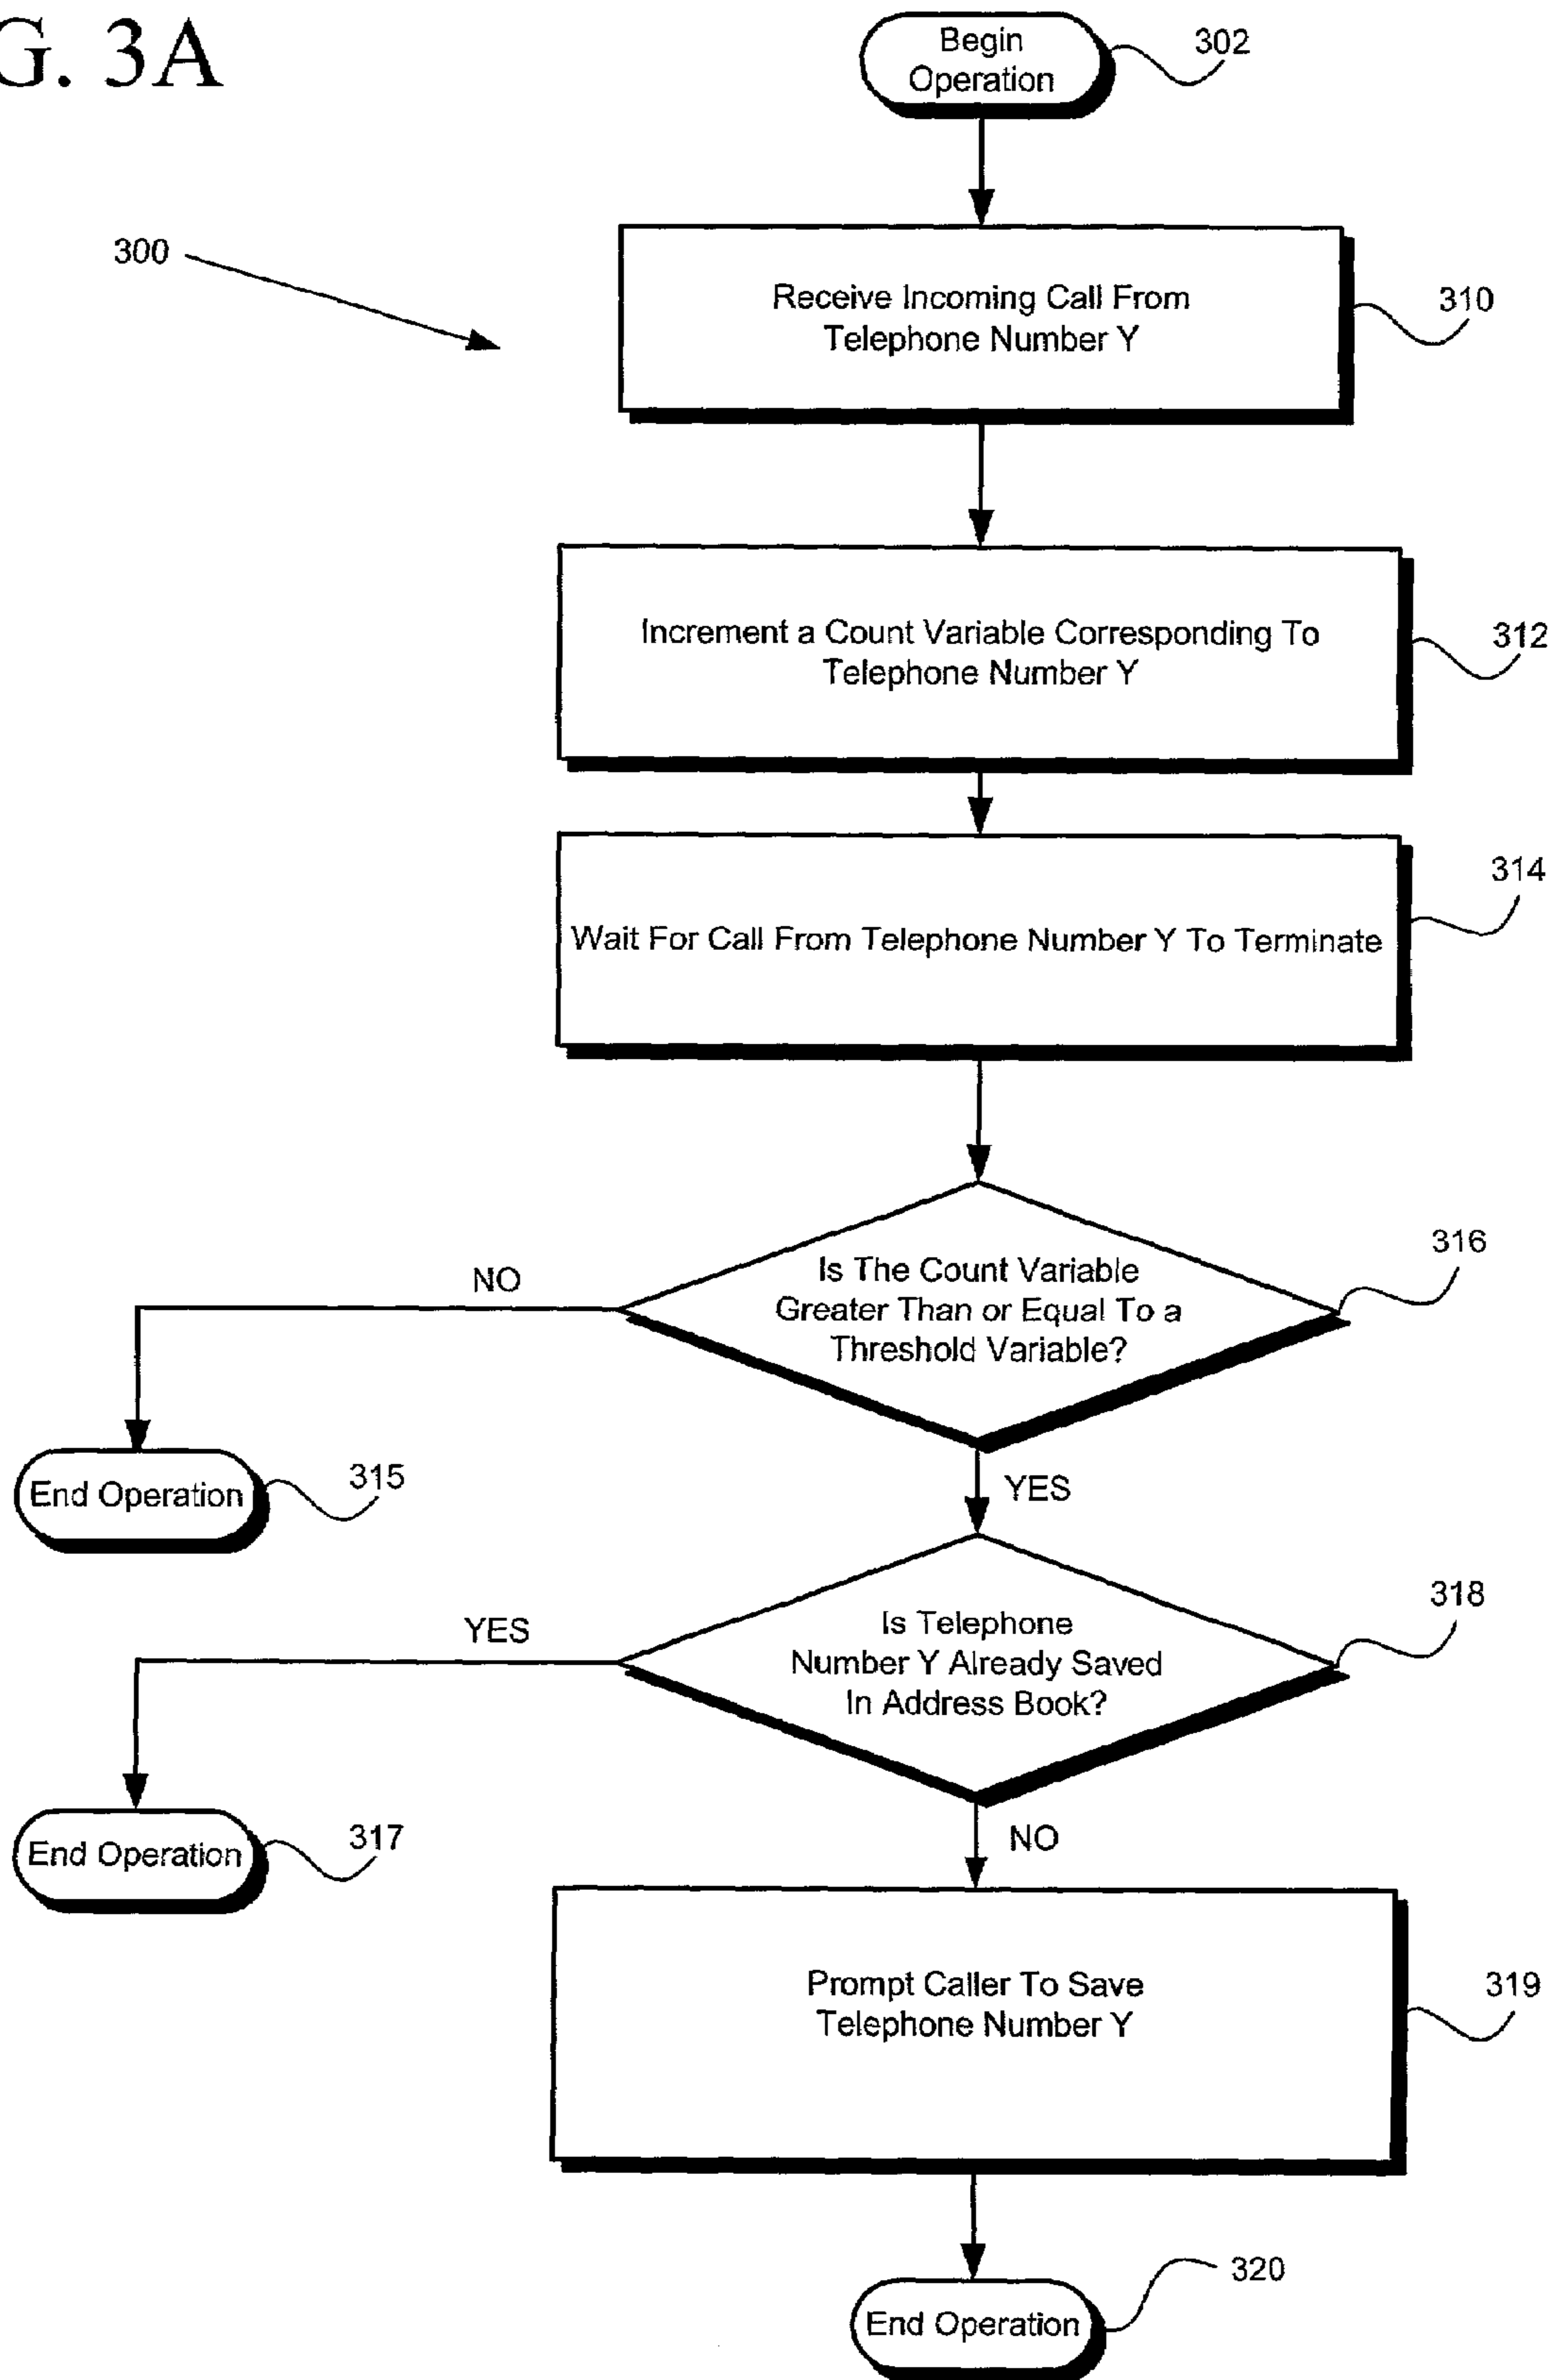 G. 3A
Begin
Operation
302
300
Receive Incoming Call From
Telephone Number Y
310
Increment a Count Variable Corresponding To
Telephone Number Y
312
Wait For Call From Telephone Number Y To Terminate
314
Is The Count Variable
Greater Than or Equal To a
Threshold Variable?
316
NO
End Operation
315
YES
Is Telephone
Number Y Already Saved
In Address Book?
318
YES
End Operation
317
NO
Prompt Caller To Save
Telephone Number Y
319
End Operation
320